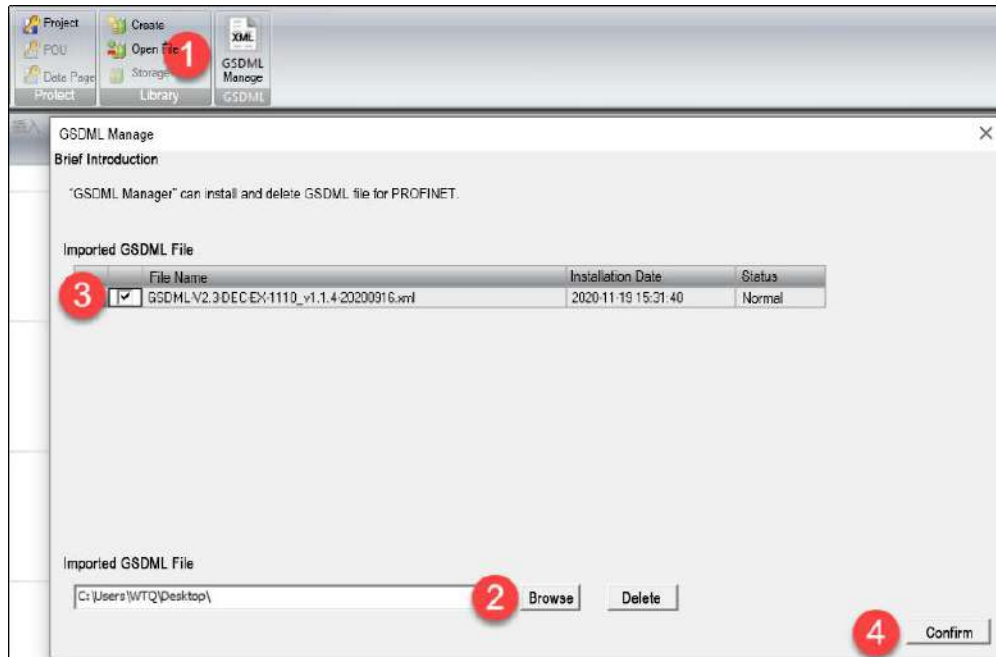 Project
POU
Data Page
Protect
Create
Open File
Storage
Library
1
XML
GSDML
Manage
GSDML
GSDML Manage
Brief Introduction
"GSDML Manager" can install and delete GSDML file for PROFINET.
Imported GSDML File
File Name Installation Date Status
3 GSDML-V2.3-DEC-EX-1110_v1.1.4-20200916.xml 2020-11-19 15:31:40 Normal
Imported GSDML File
C:\Users\WTQ\Desktop\ 2 Browse Delete
4 Confirm